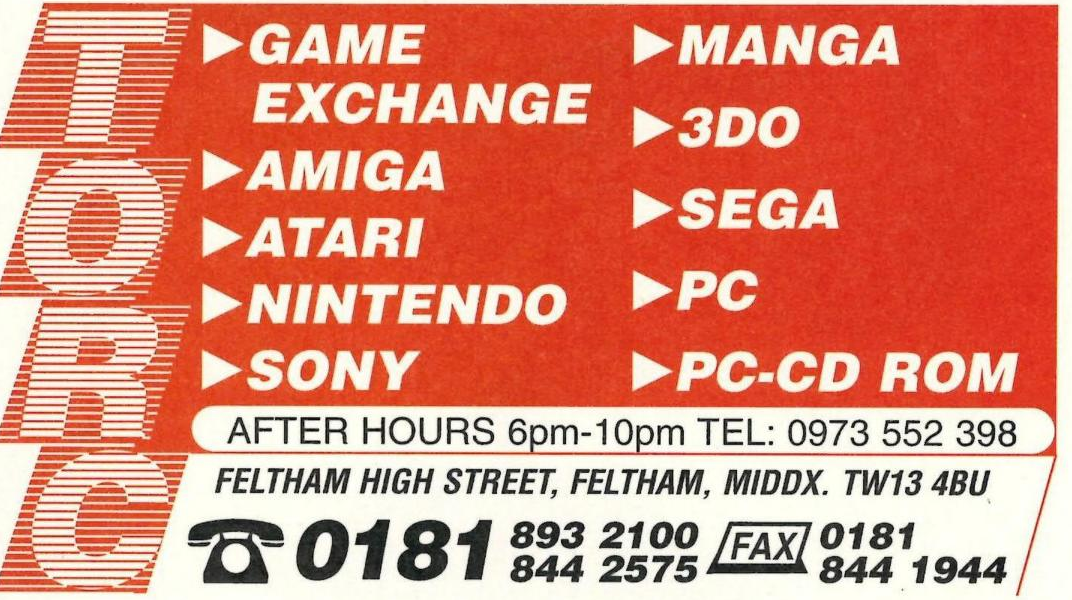 TORC
▶GAME
EXCHANGE
▶AMIGA
▶ATARI
▶NINTENDO
▶SONY
▶MANGA
▶3DO
▶SEGA
▶PC
▶PC-CD ROM
AFTER HOURS 6pm-10pm TEL: 0973 552 398
FELTHAM HIGH STREET, FELTHAM, MIDDX. TW13 4BU
0181 893 2100
844 2575
FAX 0181
844 1944